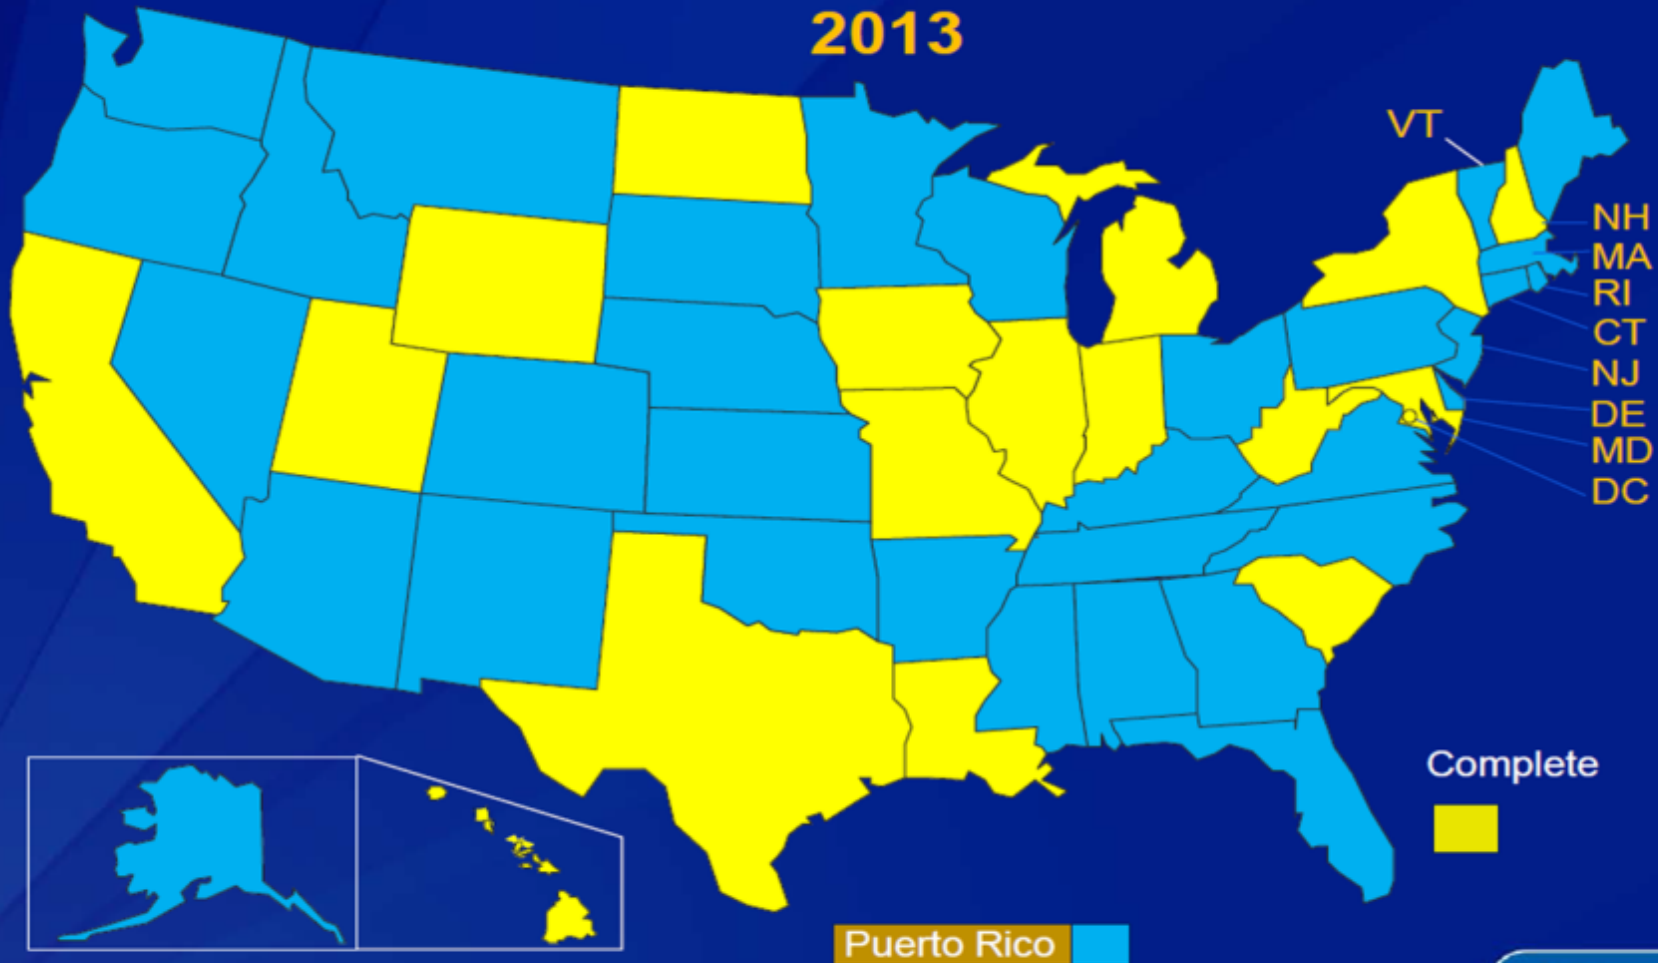 2013
VT
NH
MA
RI
CT
NJ
DE
MD
DC
Complete
Puerto Rico